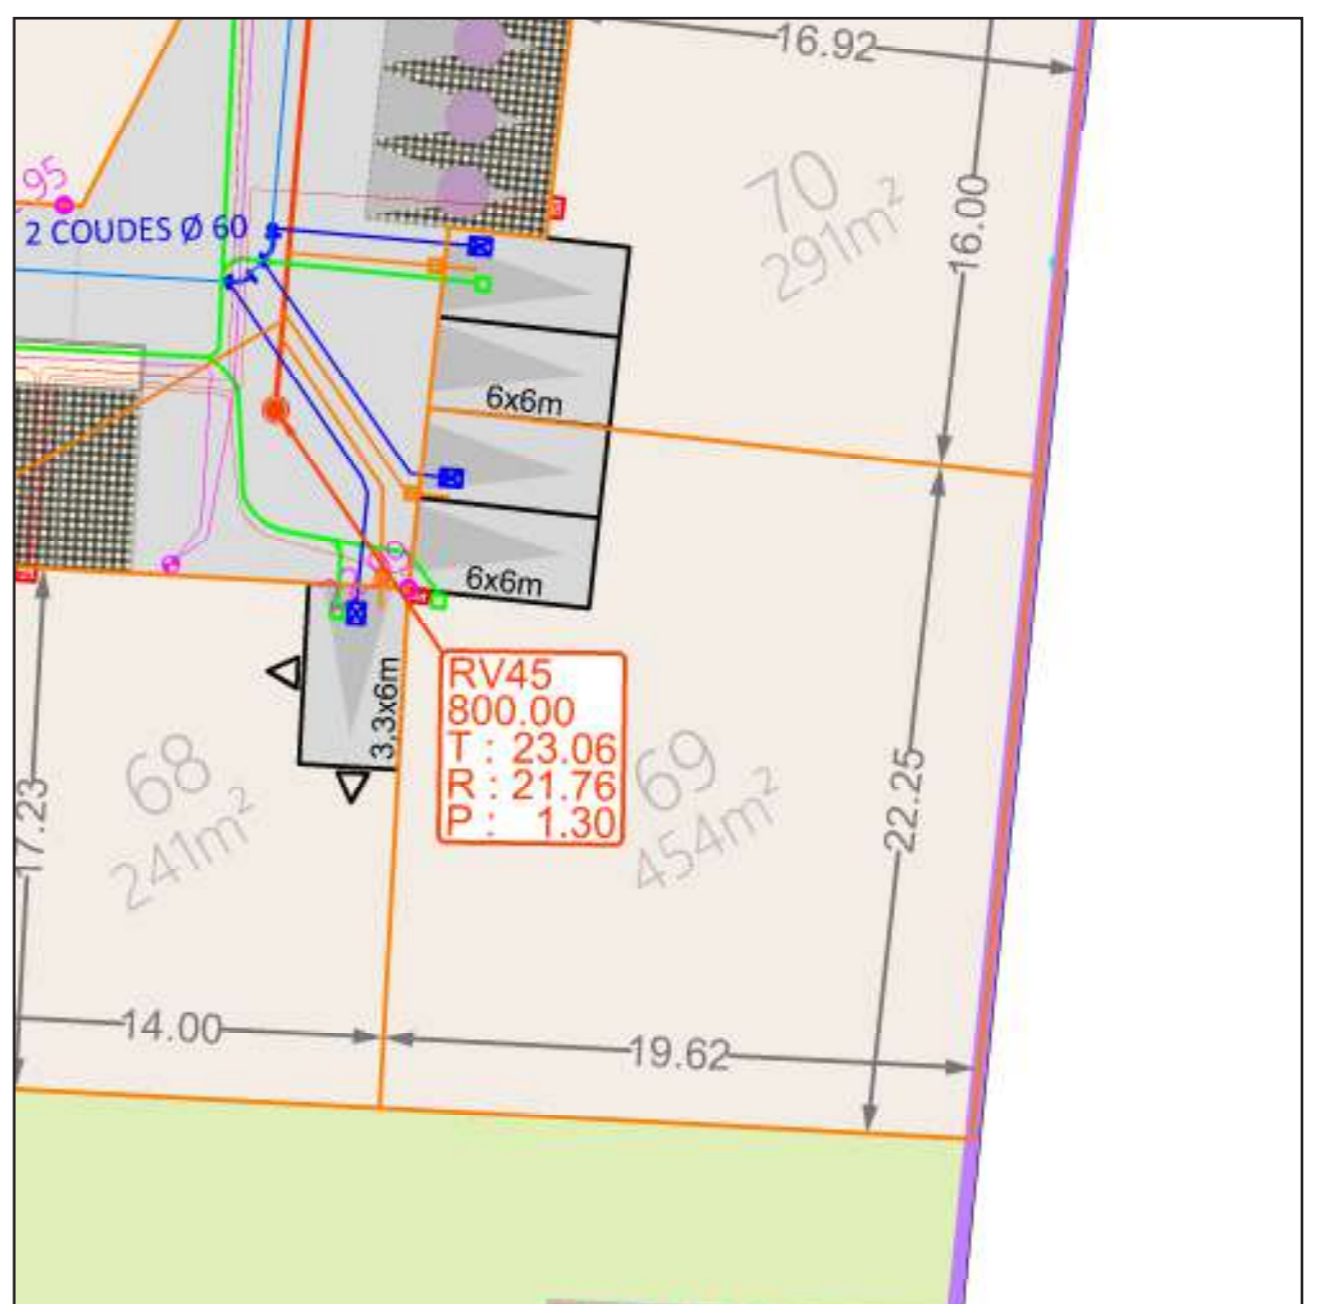 16.92
70
291m²
16.00
95
2 COUDES Ø 60
6x6m
6x6m
3,3x6m
RV45
800.00
T : 23.06
R : 21.76
P : 1.30
68
241m²
69
454m²
17.23
22.25
14.00
19.62